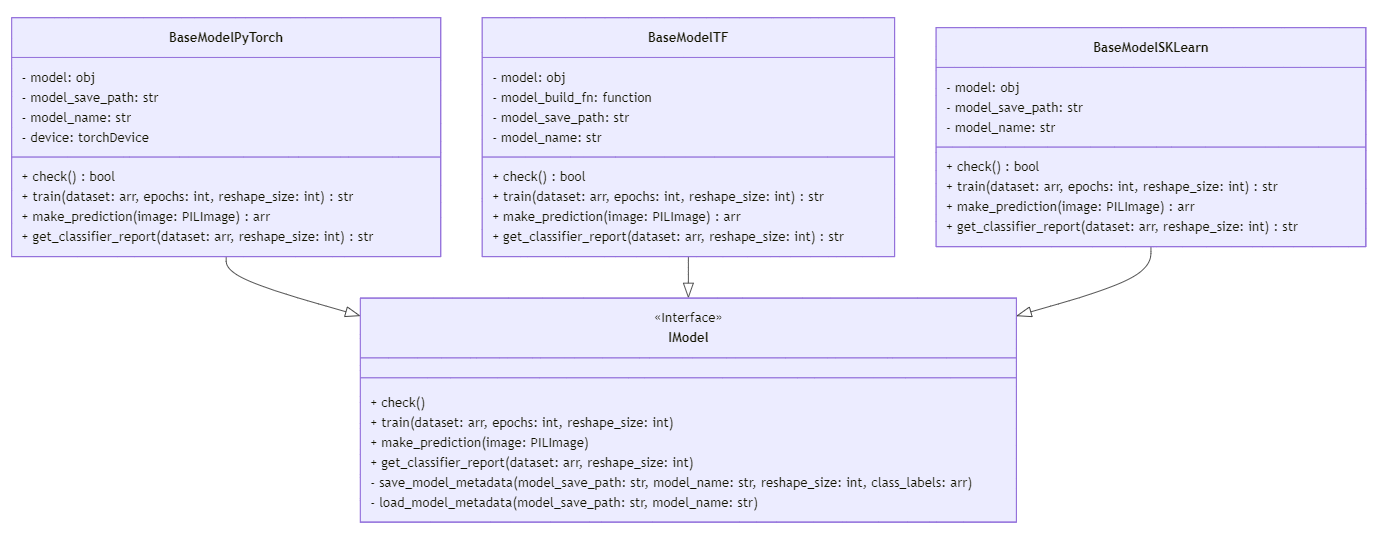 BaseModelPyTorch
- model: obj
- model_save_path: str
- model_name: str
- device: torchDevice
+ check() : bool
+ train(dataset: arr, epochs: int, reshape_size: int) : str
+ make_prediction(image: PILImage) : arr
+ get_classifier_report(dataset: arr, reshape_size: int) : str
BaseModelTF
- model: obj
- model_build_fn: function
- model_save_path: str
- model_name: str
+ check() : bool
+ train(dataset: arr, epochs: int, reshape_size: int) : str
+ make_prediction(image: PILImage) : arr
+ get_classifier_report(dataset: arr, reshape_size: int) : str
BaseModelSKLearn
- model: obj
- model_save_path: str
- model_name: str
+ check() : bool
+ train(dataset: arr, epochs: int, reshape_size: int) : str
+ make_prediction(image: PILImage) : arr
+ get_classifier_report(dataset: arr, reshape_size: int) : str
«Interface»
IModel
+ check()
+ train(dataset: arr, epochs: int, reshape_size: int)
+ make_prediction(image: PILImage)
+ get_classifier_report(dataset: arr, reshape_size: int)
- save_model_metadata(model_save_path: str, model_name: str, reshape_size: int, class_labels: arr)
- load_model_metadata(model_save_path: str, model_name: str)